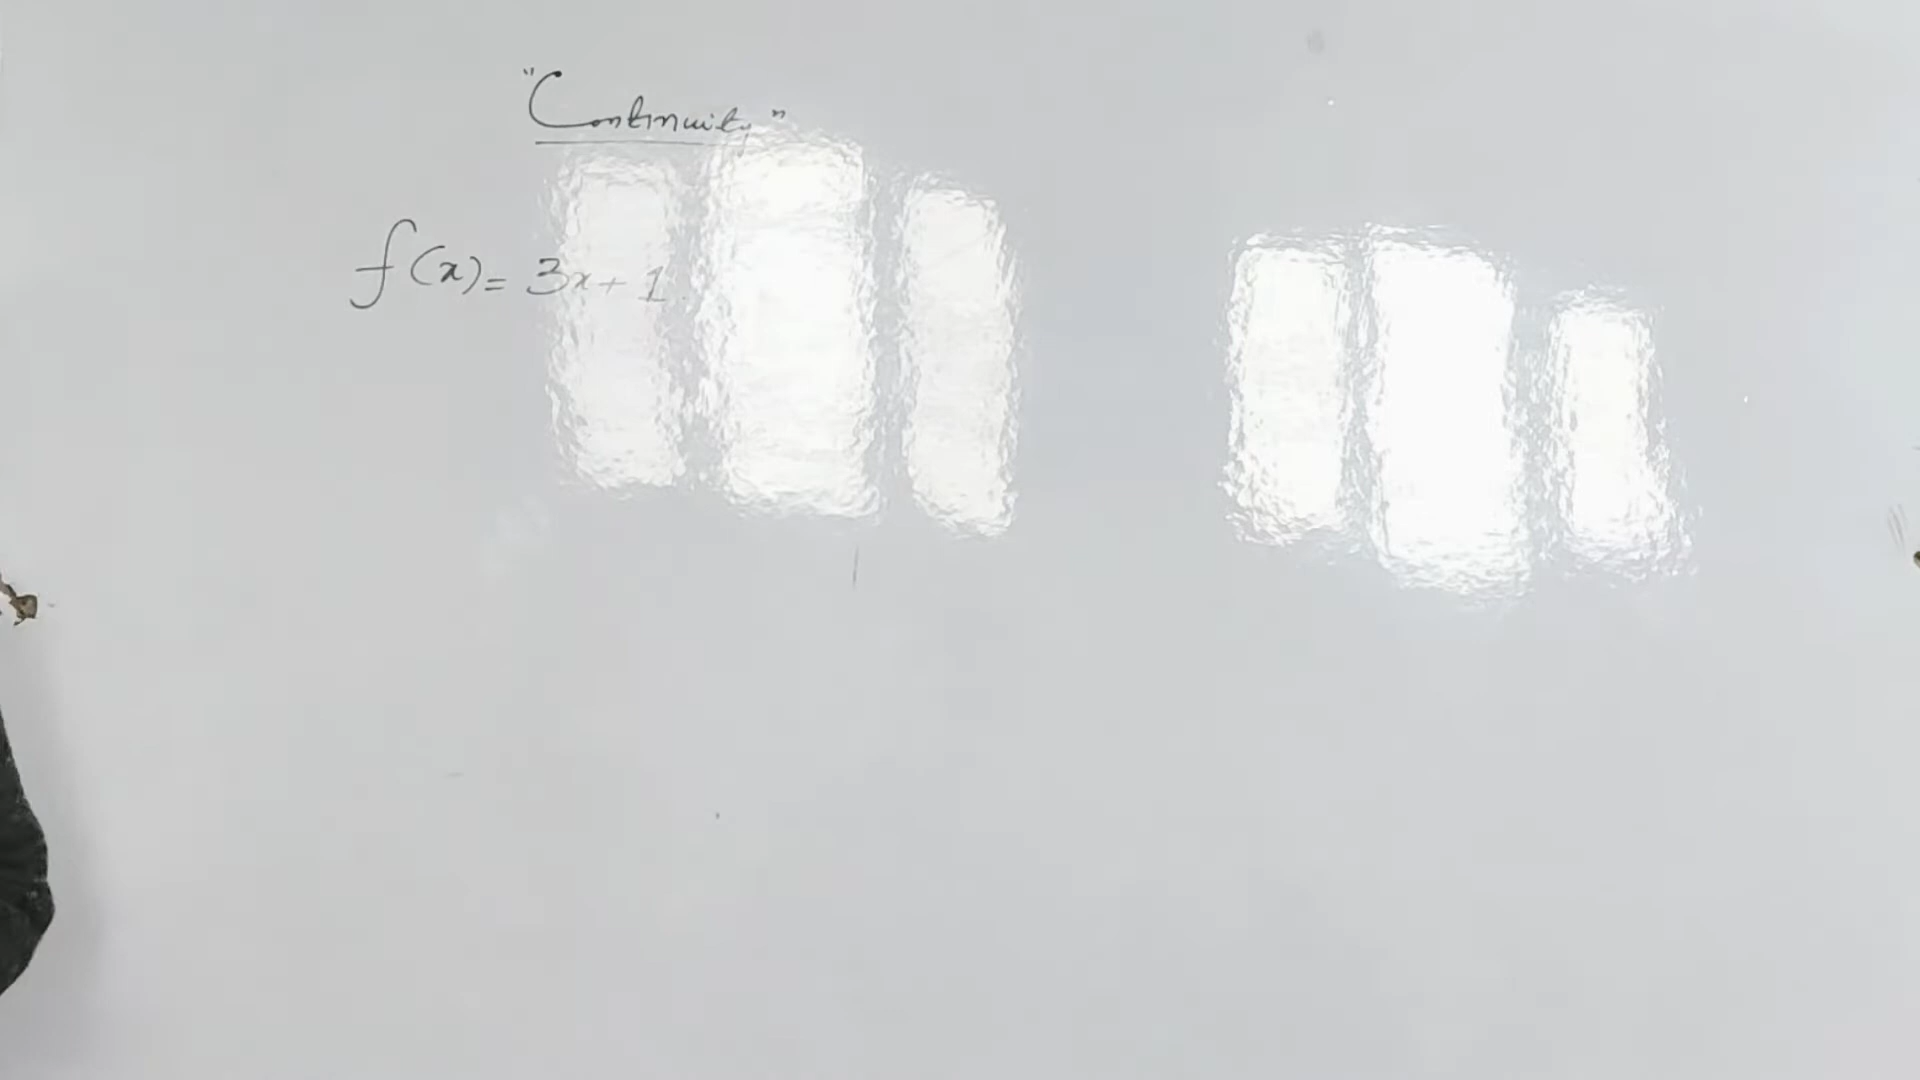 "Continuity"
f(x) = 3x + 1